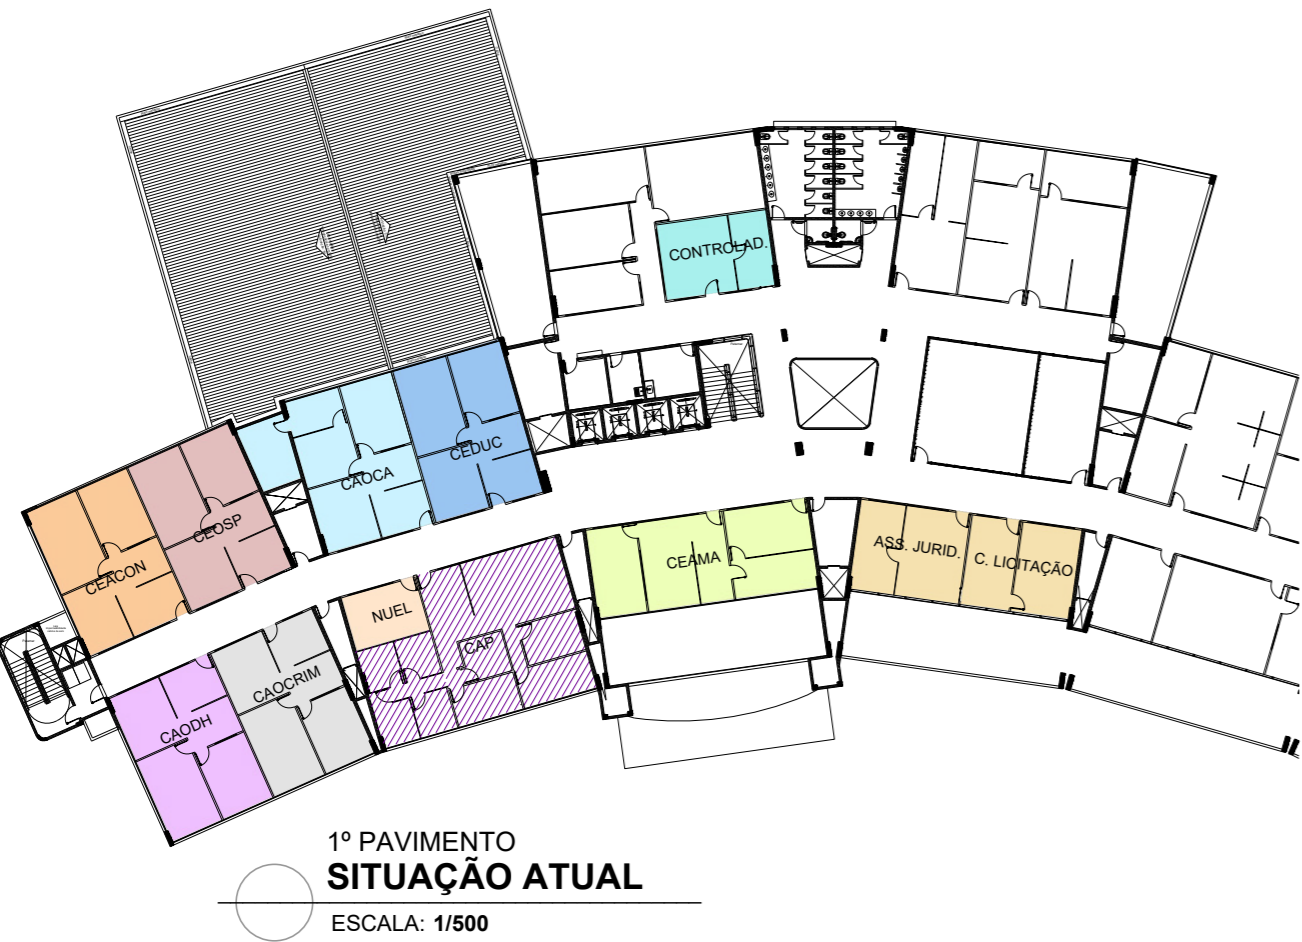 CONTROLAD.
CEDUC
CAOCA
CEOSP
CEACON
CEAMA
ASS. JURID.
C. LICITAÇÃO
NUEL
CAP
CAOCRIM
CAODH
1º PAVIMENTO
SITUAÇÃO ATUAL
ESCALA: 1/500